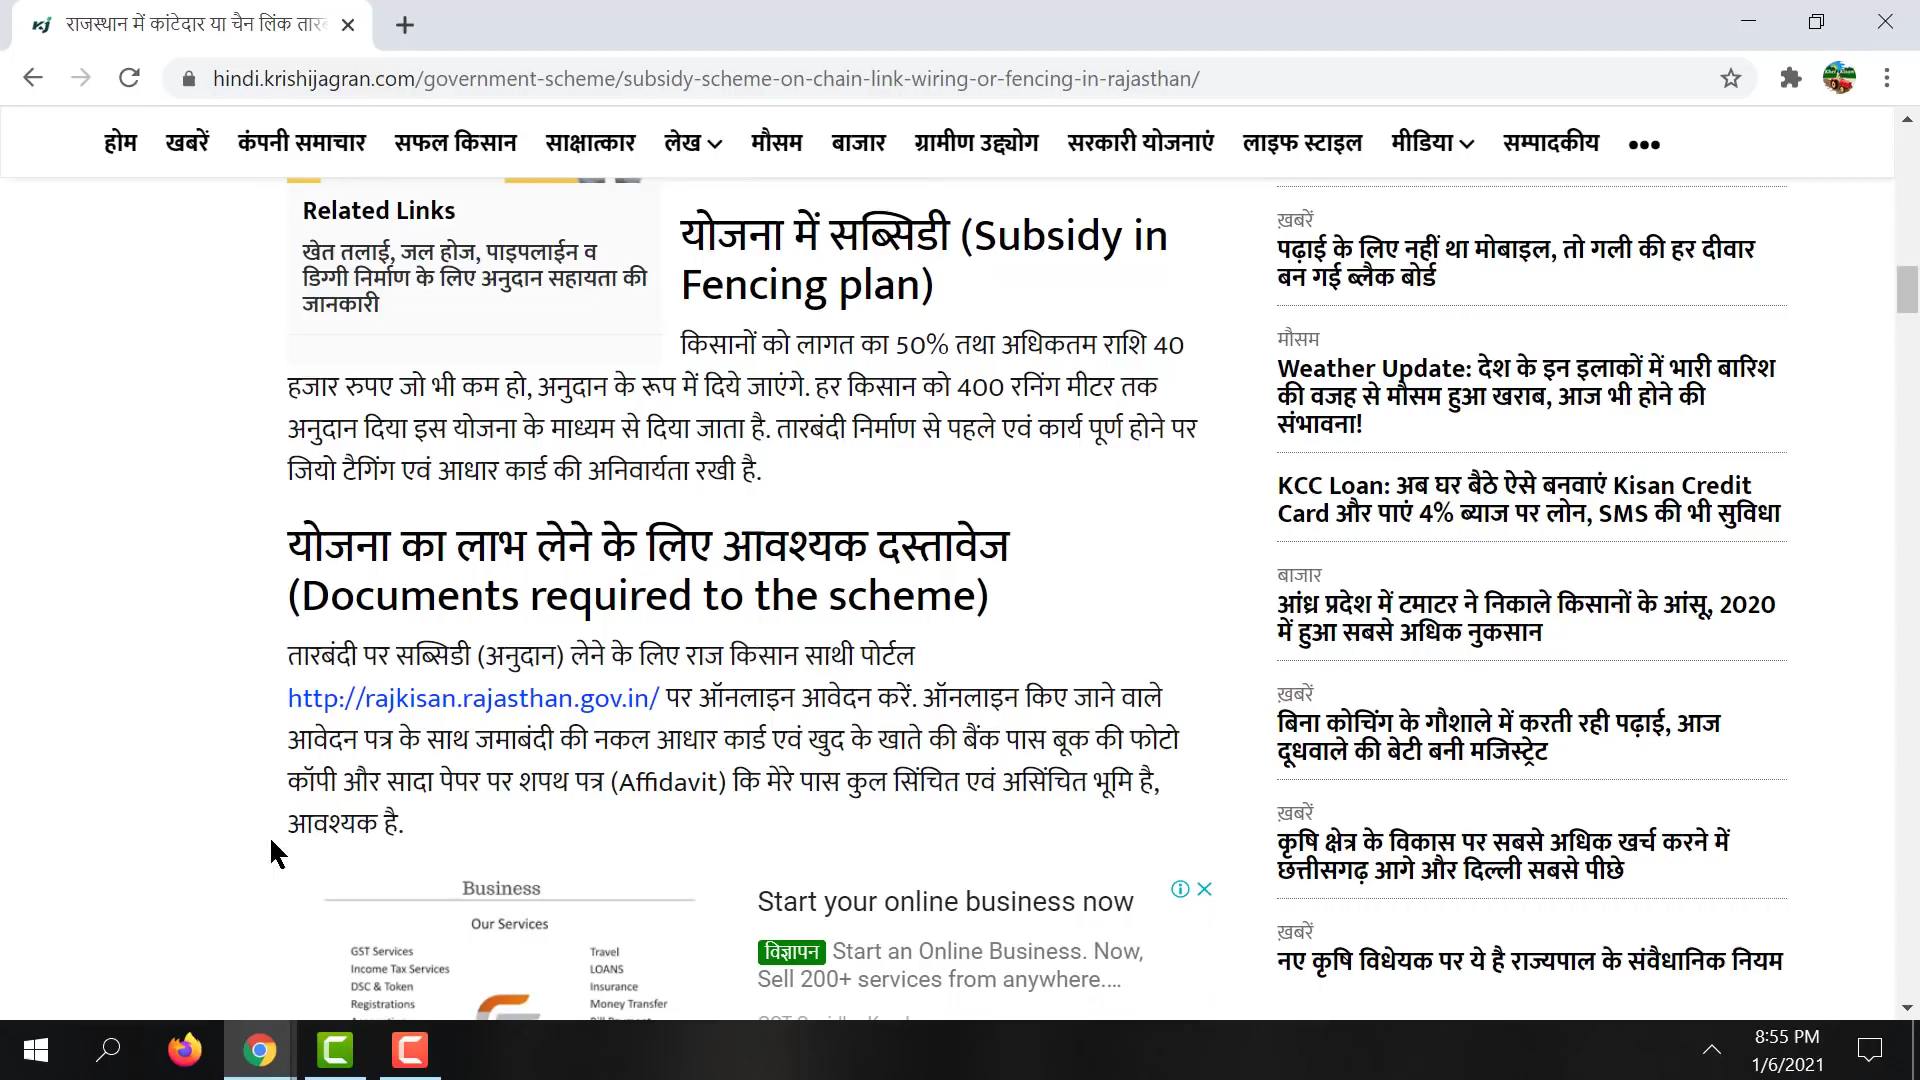 राजस्थान में कांटेदार या चैन लिंक तारब
hindi.krishijagran.com/government-scheme/subsidy-scheme-on-chain-link-wiring-or-fencing-in-rajasthan/
होम खबरें कंपनी समाचार सफल किसान साक्षात्कार लेख मौसम बाजार ग्रामीण उद्द्योग सरकारी योजनाएं लाइफ स्टाइल मीडिया सम्पादकीय
Related Links
खेत तलाई, जल होज, पाइपलाईन व
डिग्गी निर्माण के लिए अनुदान सहायता की
जानकारी
योजना में सब्सिडी (Subsidy in
Fencing plan)
किसानों को लागत का 50% तथा अधिकतम राशि 40
हजार रुपए जो भी कम हो, अनुदान के रूप में दिये जाएंगे. हर किसान को 400 रनिंग मीटर तक
अनुदान दिया इस योजना के माध्यम से दिया जाता है. तारबंदी निर्माण से पहले एवं कार्य पूर्ण होने पर
जियो टैगिंग एवं आधार कार्ड की अनिवार्यता रखी है.
योजना का लाभ लेने के लिए आवश्यक दस्तावेज
(Documents required to the scheme)
तारबंदी पर सब्सिडी (अनुदान) लेने के लिए राज किसान साथी पोर्टल
http://rajkisan.rajasthan.gov.in/ पर ऑनलाइन आवेदन करें. ऑनलाइन किए जाने वाले
आवेदन पत्र के साथ जमाबंदी की नकल आधार कार्ड एवं खुद के खाते की बैंक पास बूक की फोटो
कॉपी और सादा पेपर पर शपथ पत्र (Affidavit) कि मेरे पास कुल सिंचित एवं असिंचित भूमि है,
आवश्यक है.
Business
Our Services
GST Services
Income Tax Services
DSC & Token
Registrations
Travel
LOANS
Insurance
Money Transfer
Start your online business now
विज्ञापन Start an Online Business. Now,
Sell 200+ services from anywhere....
ख़बरें
पढ़ाई के लिए नहीं था मोबाइल, तो गली की हर दीवार
बन गई ब्लैक बोर्ड
मौसम
Weather Update: देश के इन इलाकों में भारी बारिश
की वजह से मौसम हुआ खराब, आज भी होने की
संभावना!
KCC Loan: अब घर बैठे ऐसे बनवाएं Kisan Credit
Card और पाएं 4% ब्याज पर लोन, SMS की भी सुविधा
बाजार
आंध्र प्रदेश में टमाटर ने निकाले किसानों के आंसू, 2020
में हुआ सबसे अधिक नुकसान
ख़बरें
बिना कोचिंग के गौशाले में करती रही पढ़ाई, आज
दूधवाले की बेटी बनी मजिस्ट्रेट
ख़बरें
कृषि क्षेत्र के विकास पर सबसे अधिक खर्च करने में
छत्तीसगढ़ आगे और दिल्ली सबसे पीछे
ख़बरें
नए कृषि विधेयक पर ये है राज्यपाल के संवैधानिक नियम
8:55 PM
1/6/2021